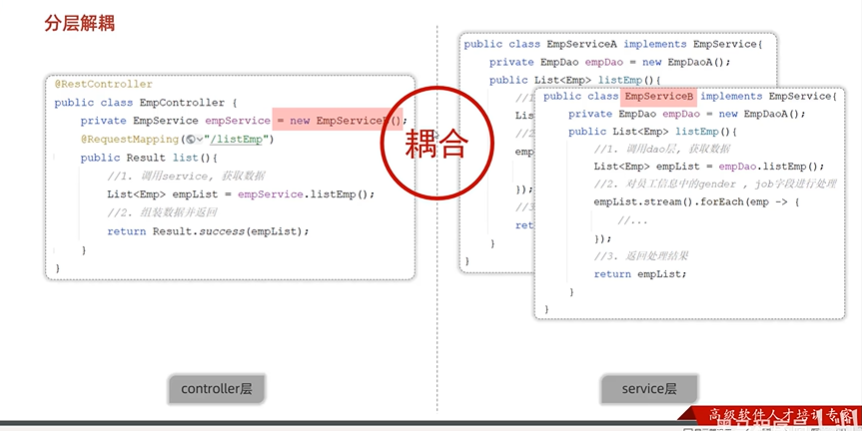 分层解耦
@RestController
public class EmpController {
private EmpService empService = new EmpService();
@RequestMapping("/listEmp")
public Result list(){
//1. 调用service, 获取数据
List<Emp> empList = empService.listEmp();
//2. 组装数据并返回
return Result.success(empList);
}
}
controller层
耦合
public class EmpServiceA implements EmpService{
private EmpDao empDao = new EmpDaoA();
public List<Emp> listEmp(){
//1
Lis
//2
emp
});
//3
ret
}
}
public class EmpServiceB implements EmpService{
private EmpDao empDao = new EmpDaoA();
public List<Emp> listEmp(){
//1. 调用dao层, 获取数据
List<Emp> empList = empDao.listEmp();
//2. 对员工信息中的gender , job字段进行处理
empList.stream().forEach(emp -> {
//...
});
//3. 返回处理结果
return empList;
}
}
service层
高级软件人才培训专家